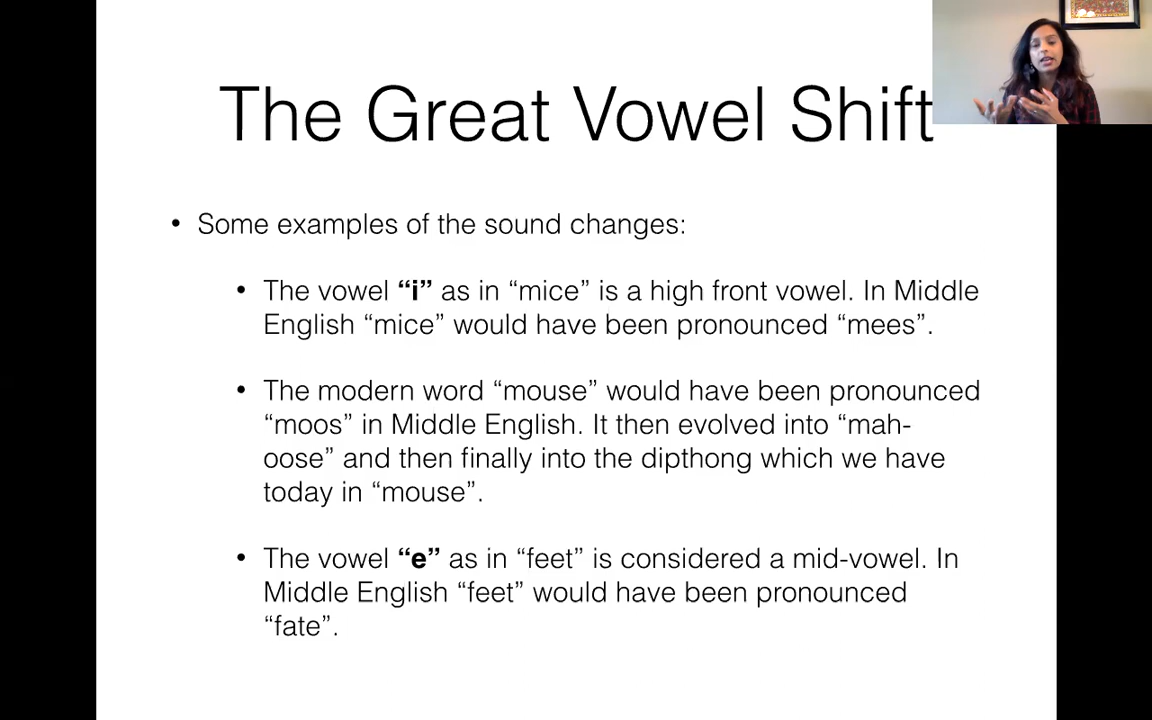 The Great Vowel Shift
• Some examples of the sound changes:
• The vowel “i” as in “mice” is a high front vowel. In Middle
English “mice” would have been pronounced “mees”.
• The modern word “mouse” would have been pronounced
“moos” in Middle English. It then evolved into “mah-
oose” and then finally into the dipthong which we have
today in “mouse”.
• The vowel “e” as in “feet” is considered a mid-vowel. In
Middle English “feet” would have been pronounced
“fate”.